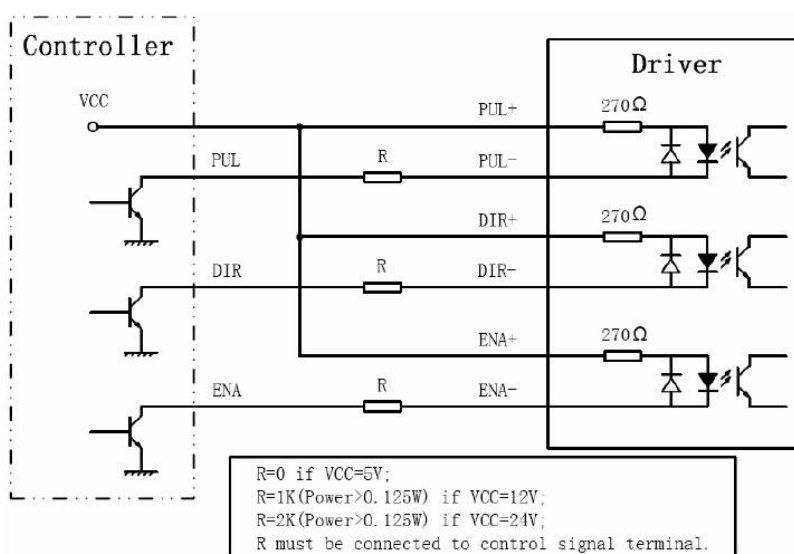 Controller
Driver
VCC
PUL+
270Ω
PUL
R
PUL-
DIR+
270Ω
DIR
R
DIR-
ENA+
270Ω
ENA
R
ENA-
R=0 if VCC=5V;
R=1K(Power>0.125W) if VCC=12V;
R=2K(Power>0.125W) if VCC=24V;
R must be connected to control signal terminal.